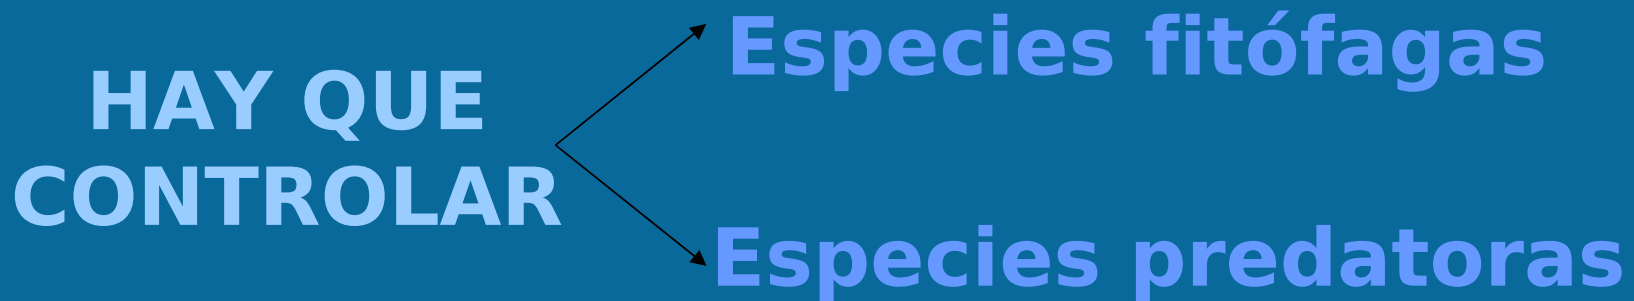 HAY QUE
CONTROLAR
Especies fitófagas
Especies predatoras